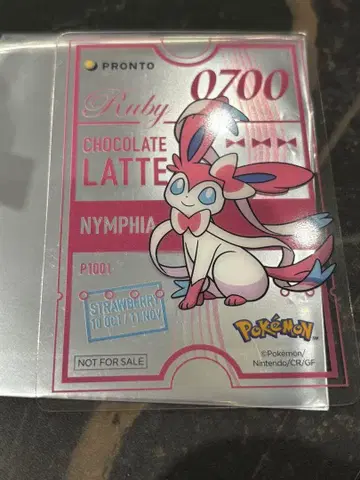 PRONTO
0700
Ruby
CHOCOLATE
LATTE
NYMPHIA
P100L
STRAWBERRY
10 OCT / 13 NOV
NOT FOR SALE
POKéMON
©Pokémon/
Nintendo/CR/GF